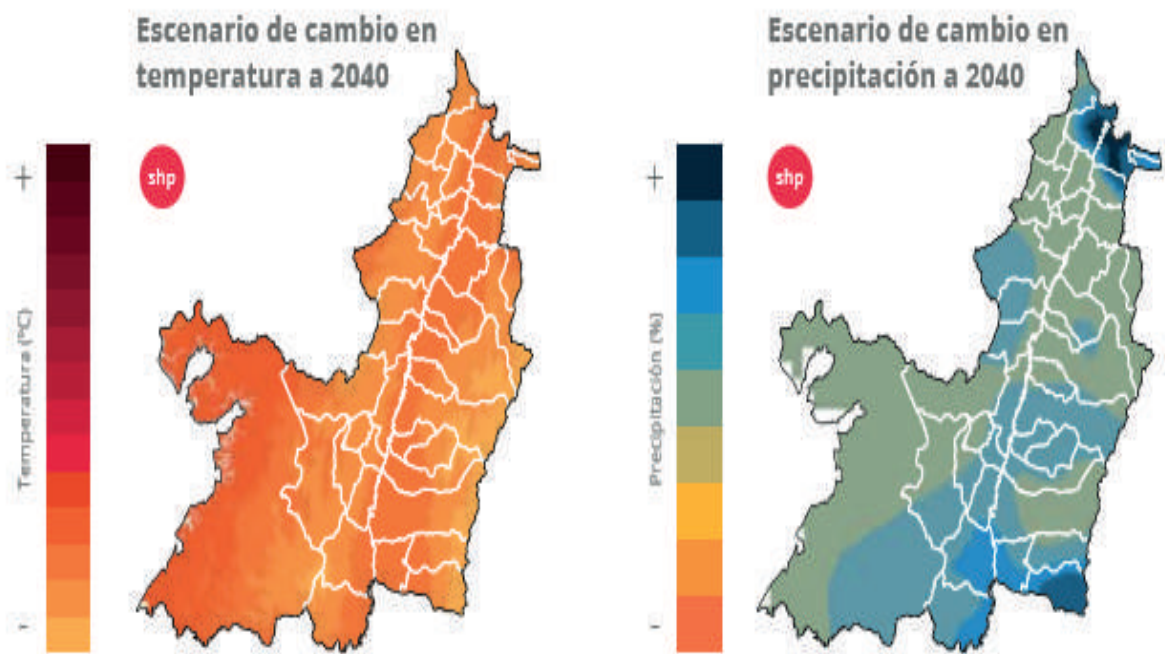 Escenario de cambio en
temperatura a 2040
shp
+
Temperatura (°C)
-
Escenario de cambio en
precipitación a 2040
shp
+
Precipitación (%)
-